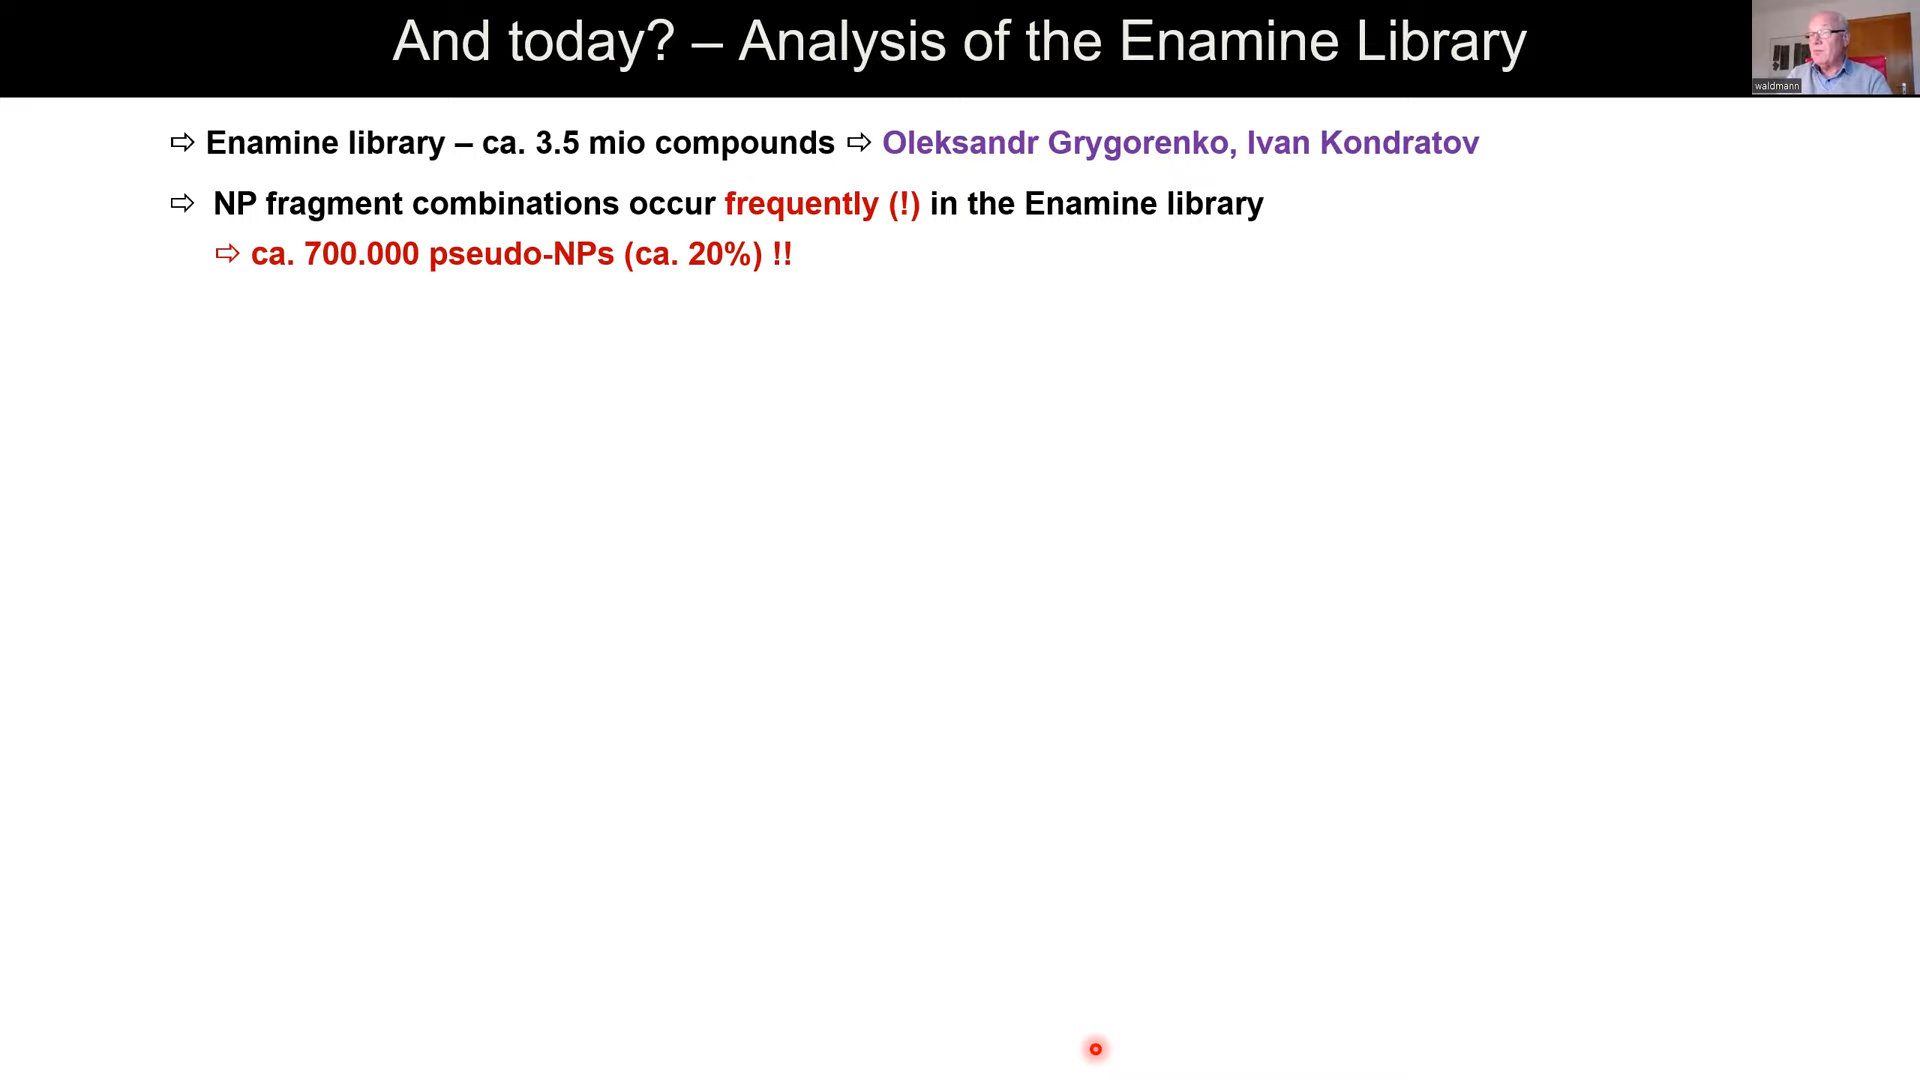 And today? – Analysis of the Enamine Library
waldmann
⇨ Enamine library – ca. 3.5 mio compounds ⇨ Oleksandr Grygorenko, Ivan Kondratov
⇨ NP fragment combinations occur frequently (!) in the Enamine library
⇨ ca. 700.000 pseudo-NPs (ca. 20%) !!